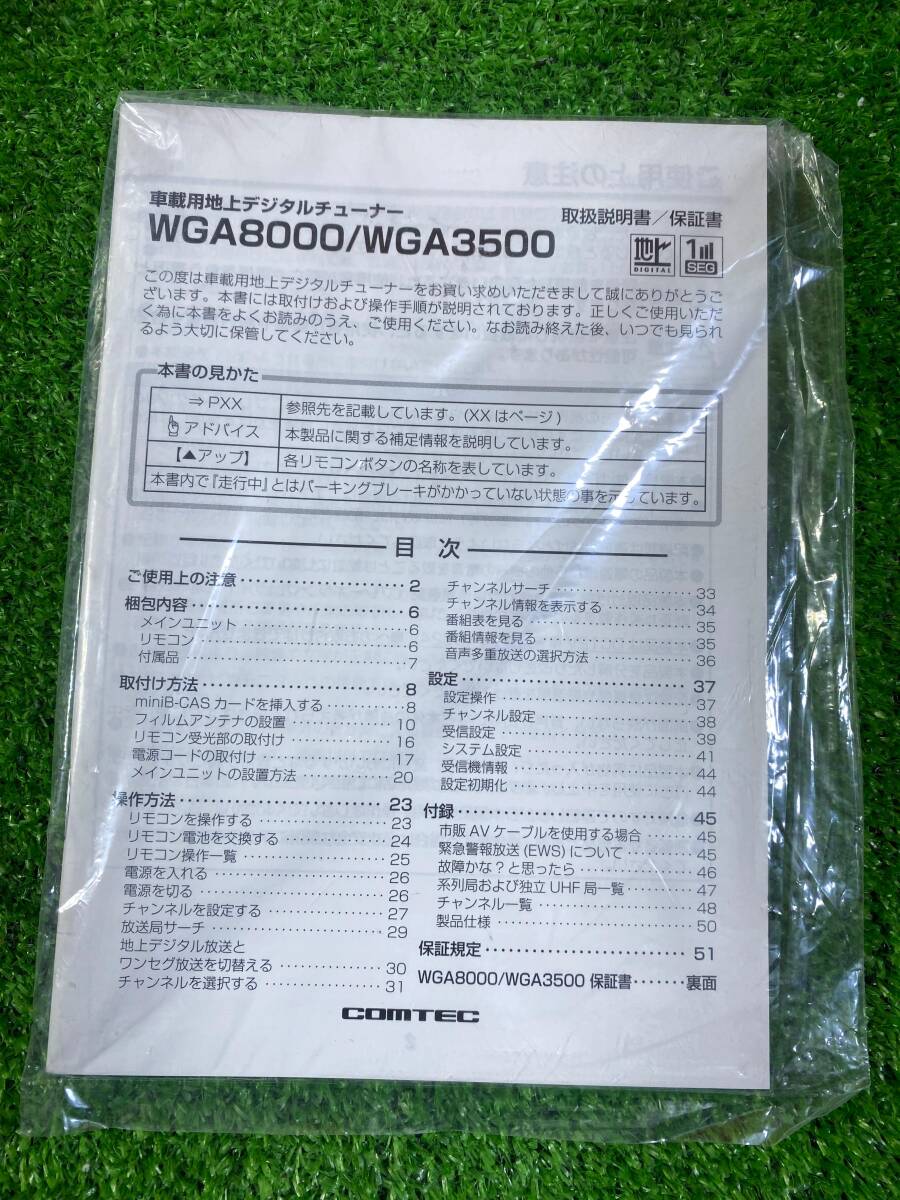 車載用地上デジタルチューナー
WGA8000/WGA3500
取扱説明書/保証書
地上
DIGITAL
1
SEG
この度は車載用地上デジタルチューナーをお買い求めいただきまして誠にありがとうご
ざいます。本書には取付けおよび操作手順が説明されております。正しくご使用いただ
く為に本書をよくお読みのうえ、ご使用ください。なお読み終えた後、いつでも見られ
るよう大切に保管してください。
本書の見かた
⇒PXX 参照先を記載しています。(XXはページ)
アドバイス 本製品に関する補足情報を説明しています。
【▲アップ】 各リモコンボタンの名称を表しています。
本書内で『走行中』とはパーキングブレーキがかかっていない状態の事を示しています。
目 次
ご使用上の注意 2
梱包内容 6
メインユニット 6
リモコン 6
付属品 7
取付け方法 8
miniB-CASカードを挿入する 8
フィルムアンテナの設置 10
リモコン受光部の取付け 16
電源コードの取付け 17
メインユニットの設置方法 20
操作方法 23
リモコンを操作する 23
リモコン電池を交換する 24
リモコン操作一覧 25
電源を入れる 26
電源を切る 26
チャンネルを設定する 27
放送局サーチ 29
地上デジタル放送と
ワンセグ放送を切替える 30
チャンネルを選択する 31
チャンネルサーチ 33
チャンネル情報を表示する 34
番組表を見る 35
番組情報を見る 35
音声多重放送の選択方法 36
設定 37
設定操作 37
チャンネル設定 38
受信設定 39
システム設定 41
受信機情報 44
設定初期化 44
付録 45
市販AVケーブルを使用する場合 45
緊急警報放送(EWS)について 45
故障かな?と思ったら 46
系列局および独立UHF局一覧 47
チャンネル一覧 48
製品仕様 50
保証規定 51
WGA8000/WGA3500 保証書 裏面
COMTEC